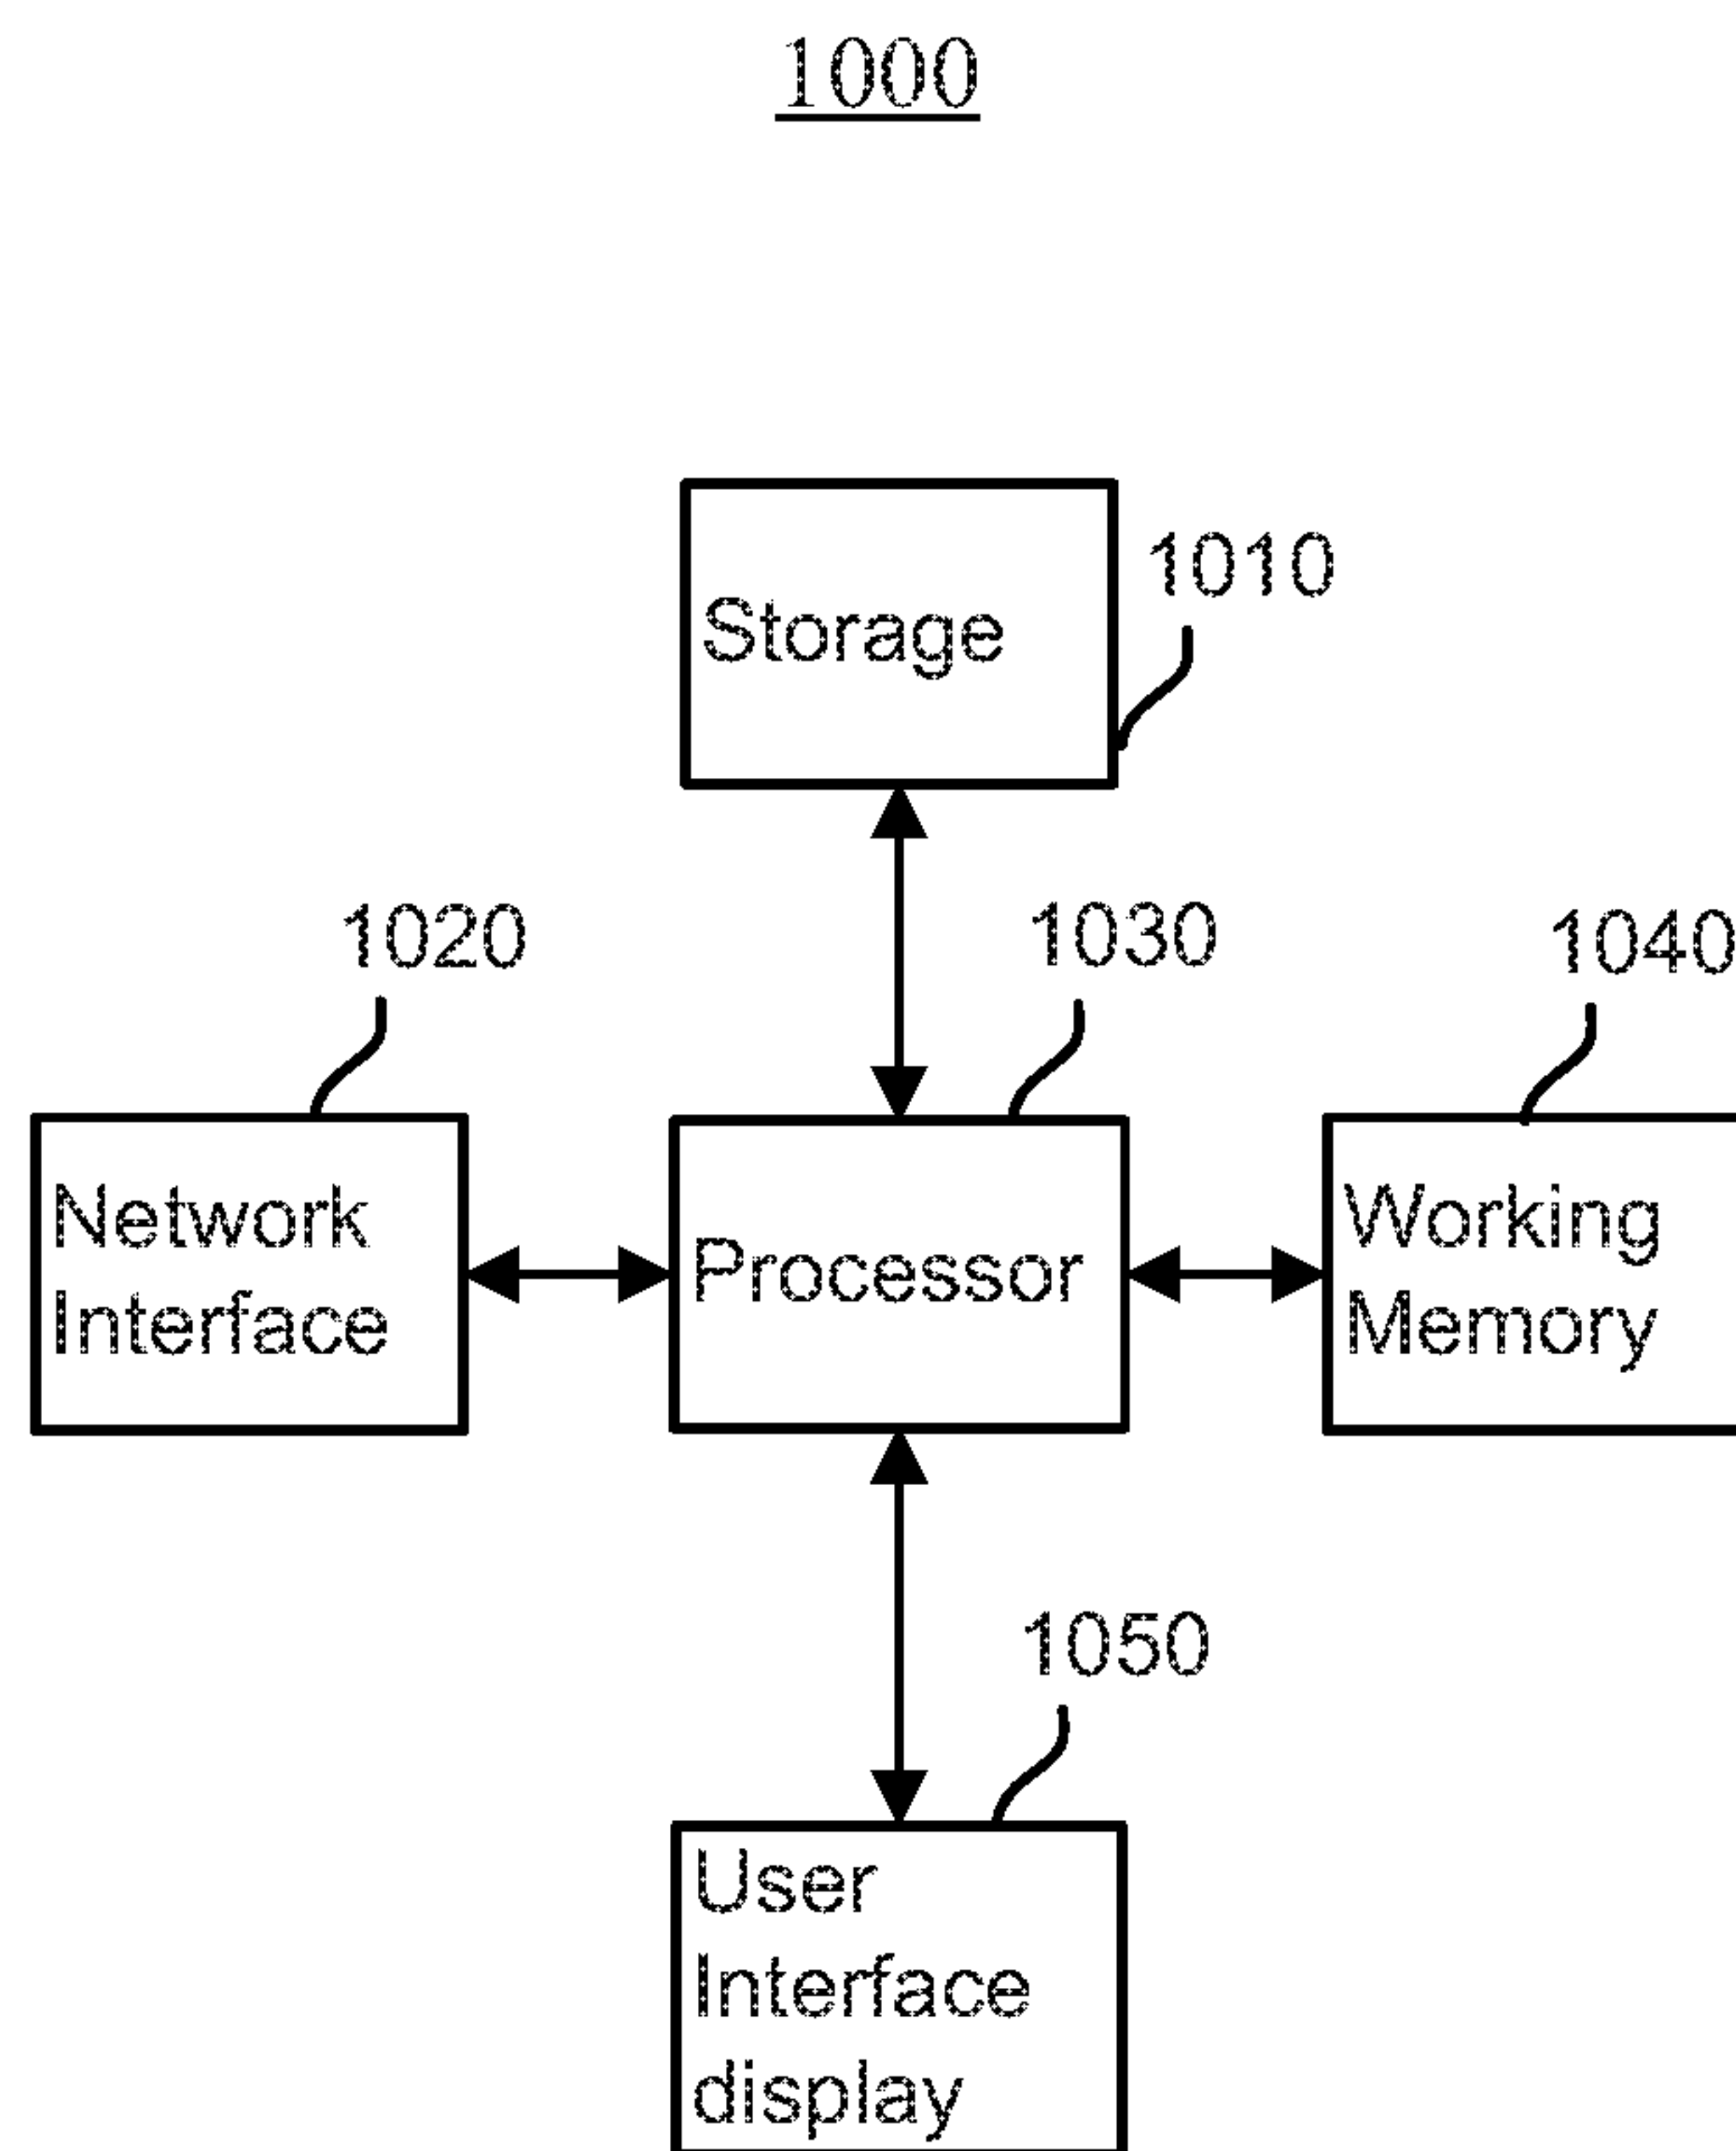 1000
Storage
1010
1020
1030
1040
Network
Interface
Processor
Working
Memory
1050
User
Interface
display